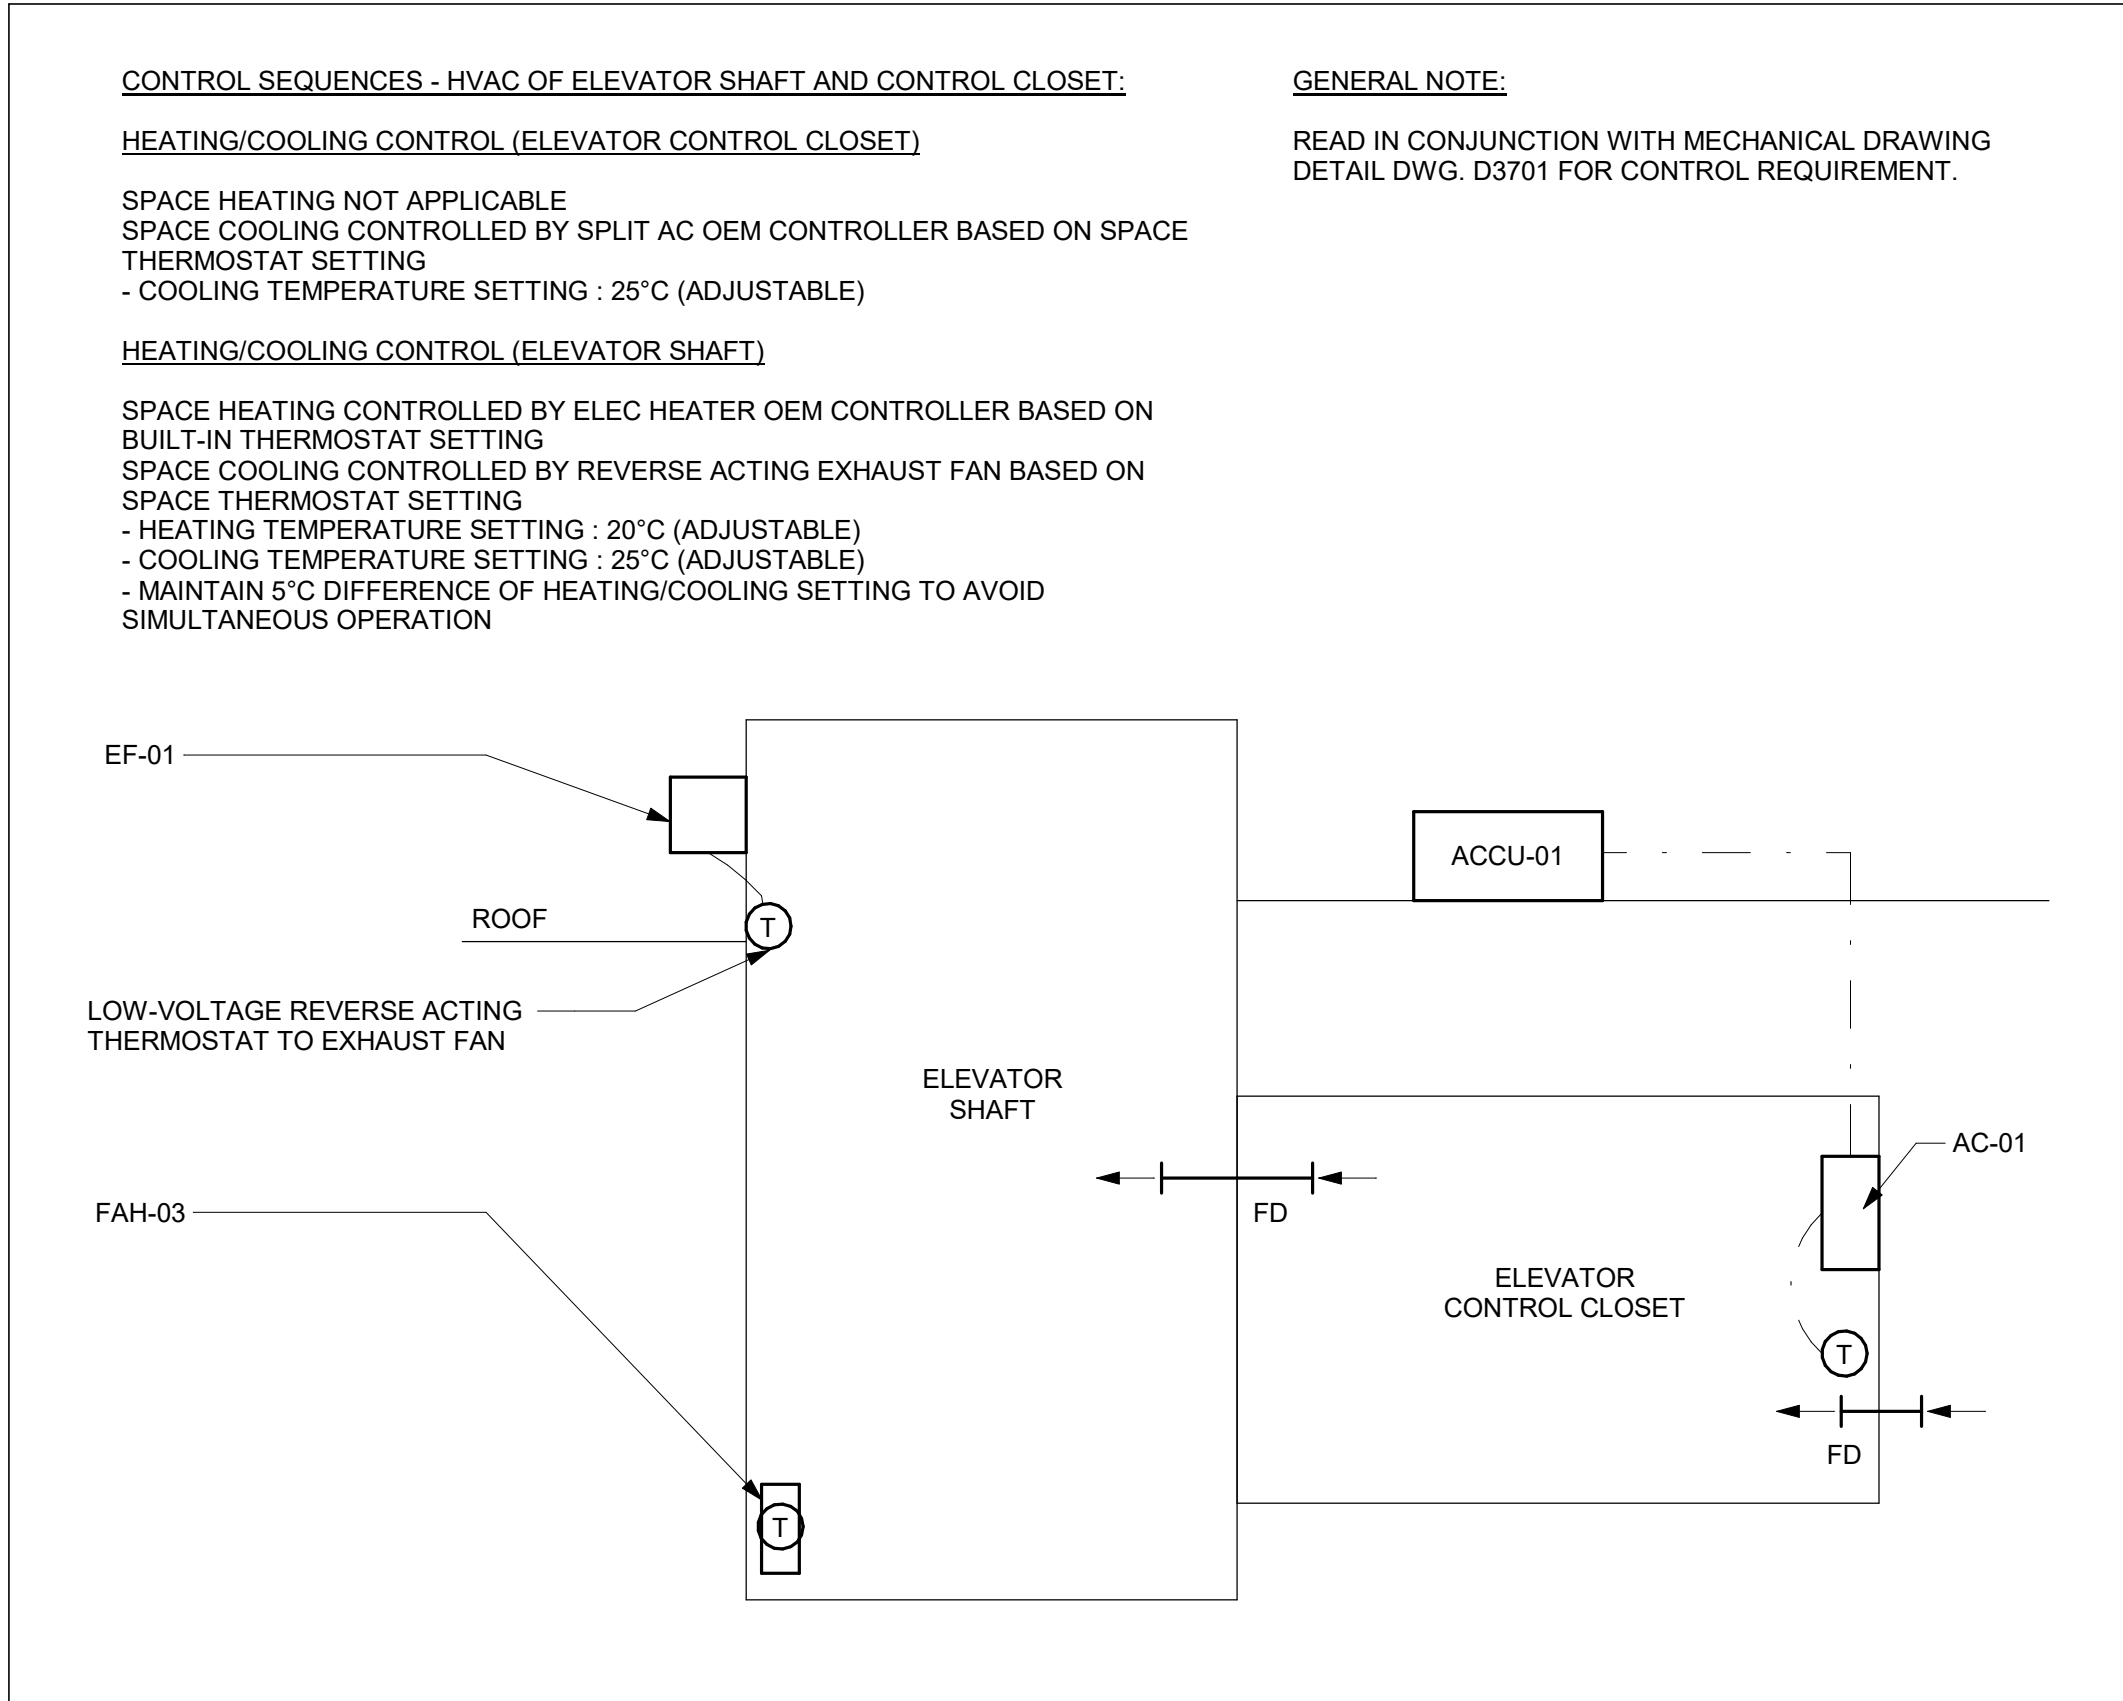 CONTROL SEQUENCES - HVAC OF ELEVATOR SHAFT AND CONTROL CLOSET:
HEATING/COOLING CONTROL (ELEVATOR CONTROL CLOSET)
SPACE HEATING NOT APPLICABLE
SPACE COOLING CONTROLLED BY SPLIT AC OEM CONTROLLER BASED ON SPACE
THERMOSTAT SETTING
- COOLING TEMPERATURE SETTING : 25°C (ADJUSTABLE)
HEATING/COOLING CONTROL (ELEVATOR SHAFT)
SPACE HEATING CONTROLLED BY ELEC HEATER OEM CONTROLLER BASED ON
BUILT-IN THERMOSTAT SETTING
SPACE COOLING CONTROLLED BY REVERSE ACTING EXHAUST FAN BASED ON
SPACE THERMOSTAT SETTING
- HEATING TEMPERATURE SETTING : 20°C (ADJUSTABLE)
- COOLING TEMPERATURE SETTING : 25°C (ADJUSTABLE)
- MAINTAIN 5°C DIFFERENCE OF HEATING/COOLING SETTING TO AVOID
SIMULTANEOUS OPERATION
GENERAL NOTE:
READ IN CONJUNCTION WITH MECHANICAL DRAWING
DETAIL DWG. D3701 FOR CONTROL REQUIREMENT.
EF-01
ACCU-01
ROOF
T
LOW-VOLTAGE REVERSE ACTING
THERMOSTAT TO EXHAUST FAN
ELEVATOR
SHAFT
AC-01
FAH-03
FD
ELEVATOR
CONTROL CLOSET
T
FD
T